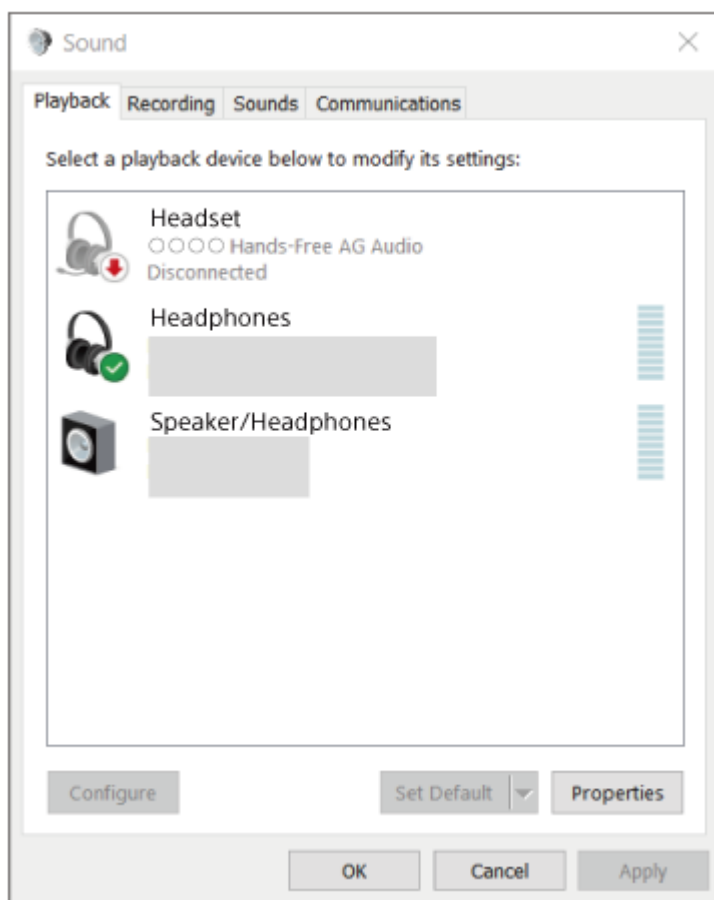 Sound
Playback Recording Sounds Communications
Select a playback device below to modify its settings:
Headset
○○○○ Hands-Free AG Audio
Disconnected
Headphones
Speaker/Headphones
Configure Set Default Properties
OK Cancel Apply